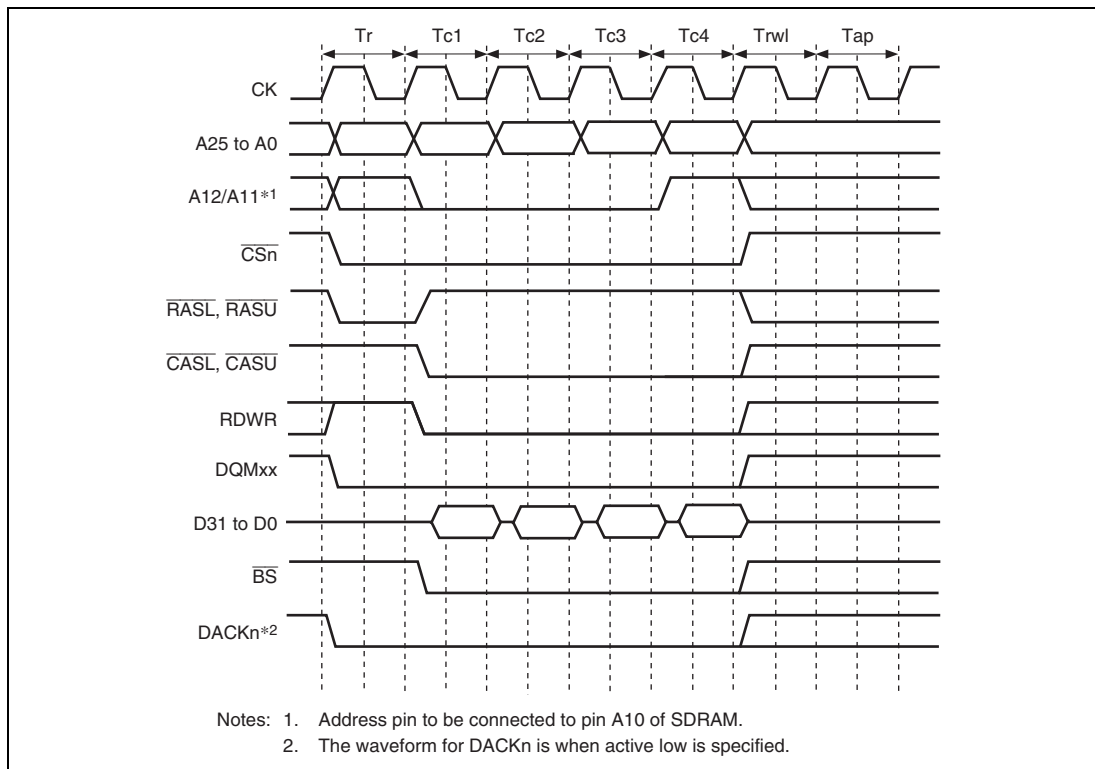 Tr Tc1 Tc2 Tc3 Tc4 Trwl Tap
CK
A25 to A0
A12/A11*1
CSn
RASL, RASU
CASL, CASU
RDWR
DQMxx
D31 to D0
BS
DACKn*2
Notes: 1. Address pin to be connected to pin A10 of SDRAM.
2. The waveform for DACKn is when active low is specified.